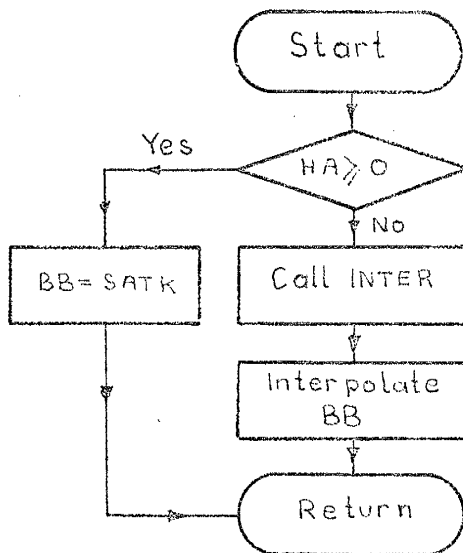 Start
HA ⩾ 0
Yes
No
BB = SATK
Call INTER
Interpolate
BB
Return